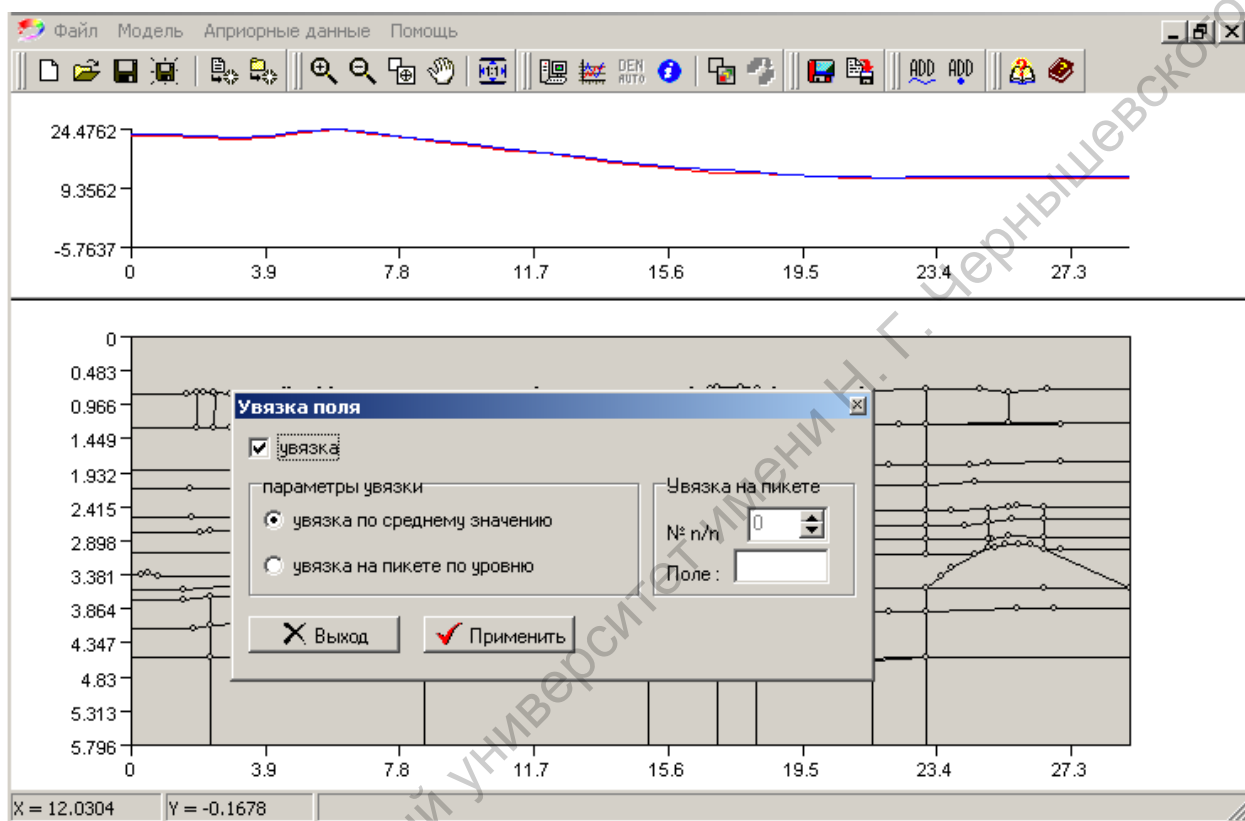 Файл Модель Априорные данные Помощь
DEN AUTO
ADD ADD
24.4762
9.3562
-5.7637
0 3.9 7.8 11.7 15.6 19.5 23.4 27.3
0
0.483
0.966
1.449
1.932
2.415
2.898
3.381
3.864
4.347
4.83
5.313
5.796
0 3.9 7.8 11.7 15.6 19.5 23.4 27.3
Увязка поля
увязка
параметры увязки
увязка по среднему значению
увязка на пикете по уровню
Увязка на пикете
№ п/п 0
Поле :
Выход Применить
X = 12.0304 Y = -0.1678
университет имени Н. Г. Чернышевского